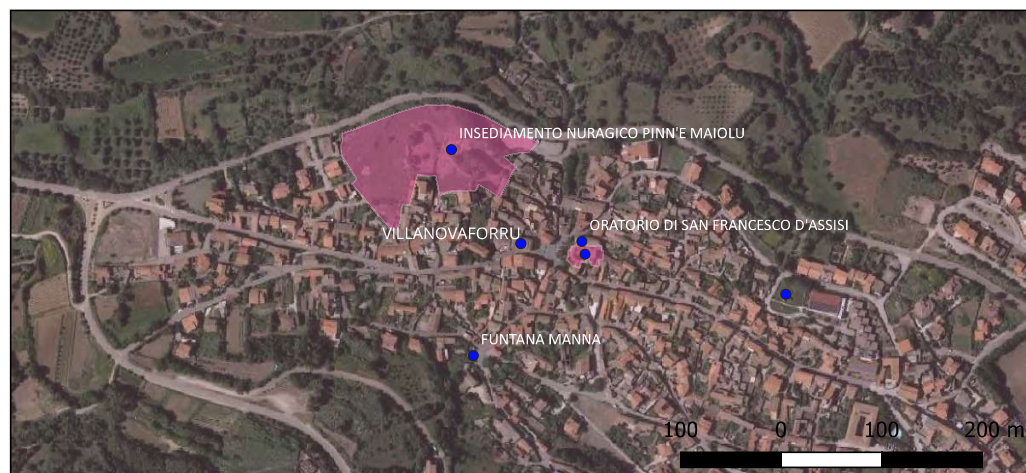 INSEDIAMENTO NURAGICO PINN'E MAIOLU
ORATORIO DI SAN FRANCESCO D'ASSISI
VILLANOVAFORRU
FUNTANA MANNA
100 0 100 200 m